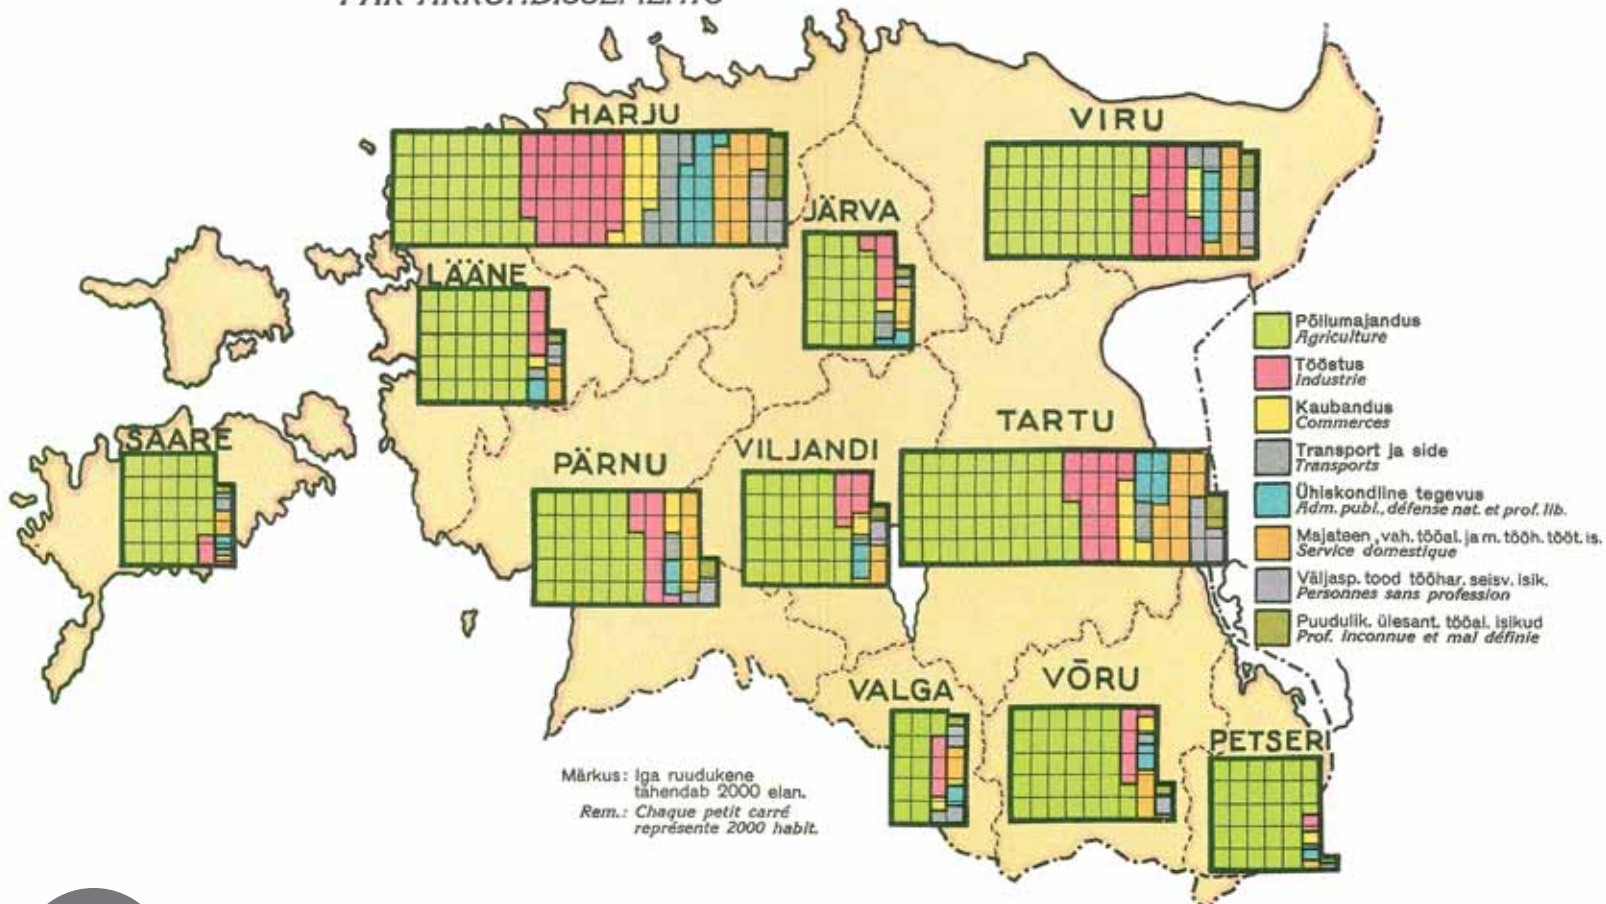 PAR ARRONDISSEMENTS
HARJU
VIRU
JÄRVA
LÄÄNE
SAARE
PÄRNU
VILJANDI
TARTU
VALGA
VÕRU
PETSERI
Põllumajandus
Agriculture
Tööstus
Industrie
Kaubandus
Commerces
Transport ja side
Transports
Ühiskondline tegevus
Adm. publ., défense nat. et prof. lib.
Majateen., vah. tööal. ja m. tööh. tööt. is.
Service domestique
Väljasp. tood tööhar. seisv. isik.
Personnes sans profession
Puudulik. ülesant. tööal. isikud
Prof. inconnue et mal définie
Märkus: Iga ruudukene
tähendab 2000 elan.
Rem.: Chaque petit carré
représente 2000 habit.